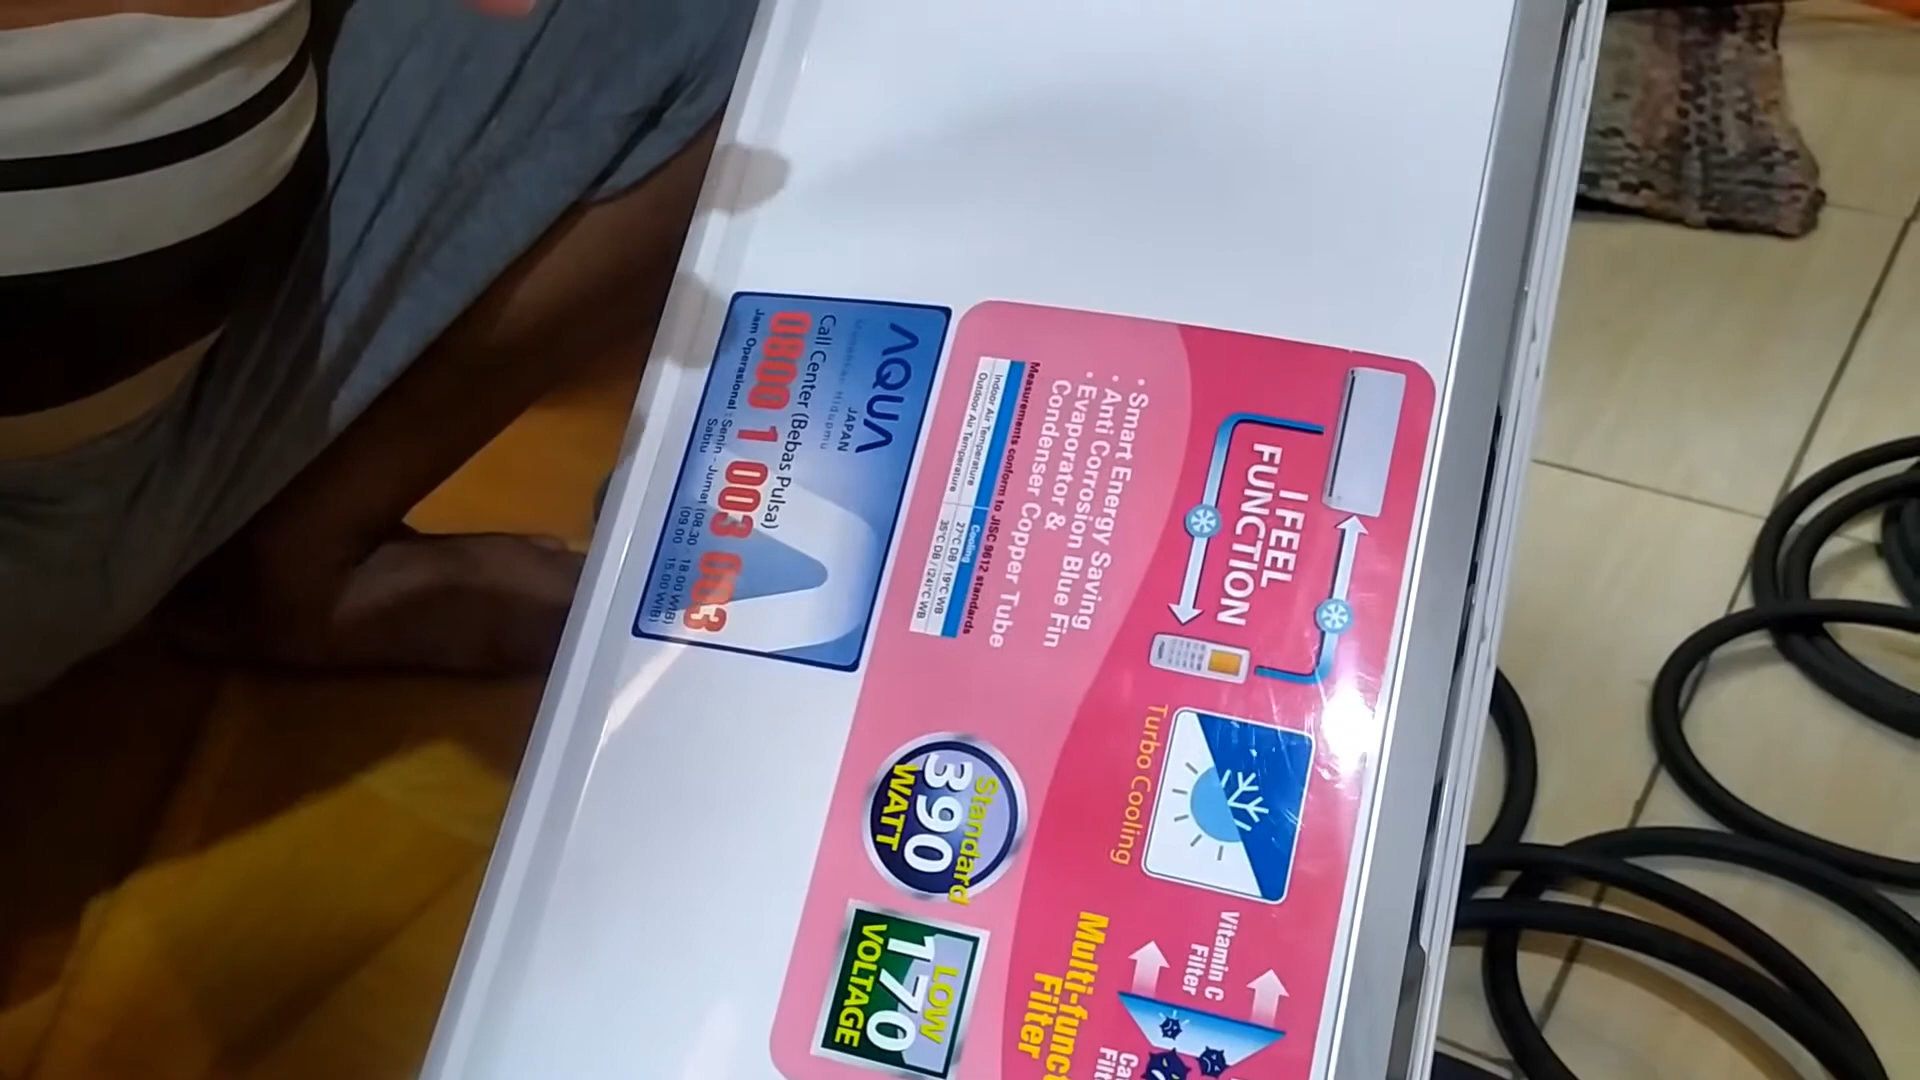 AQUA
JAPAN
Call Center (Bebas Pulsa)
0800 1 003 003
Jam Operasional : Senin - Jumat (08.30 - 18.00 WIB)
Sabtu (09.00 - 15.00 WIB)
I FEEL
FUNCTION
• Smart Energy Saving
• Anti Corrosion Blue Fin
• Evaporator &
Condenser Copper Tube
Measurements conform to JISC 9612 standards
Cooling
Indoor Air Temperature 27°C DB / 19°C WB
Outdoor Air Temperature 35°C DB / (24)°C WB
Turbo Cooling
Standard
390
WATT
LOW
170
VOLTAGE
Vitamin C
Filter
Filter